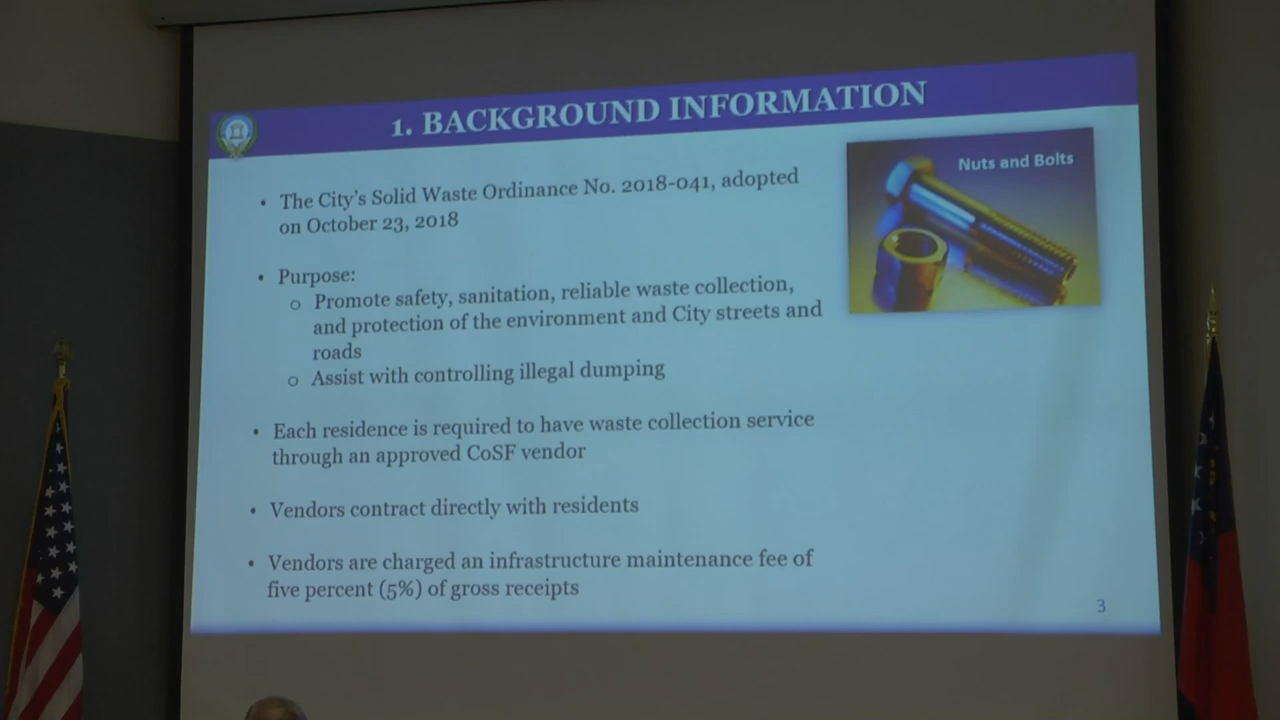 1. BACKGROUND INFORMATION
Nuts and Bolts
• The City's Solid Waste Ordinance No. 2018-041, adopted
on October 23, 2018
• Purpose:
o Promote safety, sanitation, reliable waste collection,
and protection of the environment and City streets and
roads
o Assist with controlling illegal dumping
• Each residence is required to have waste collection service
through an approved CoSF vendor
• Vendors contract directly with residents
• Vendors are charged an infrastructure maintenance fee of
five percent (5%) of gross receipts
3